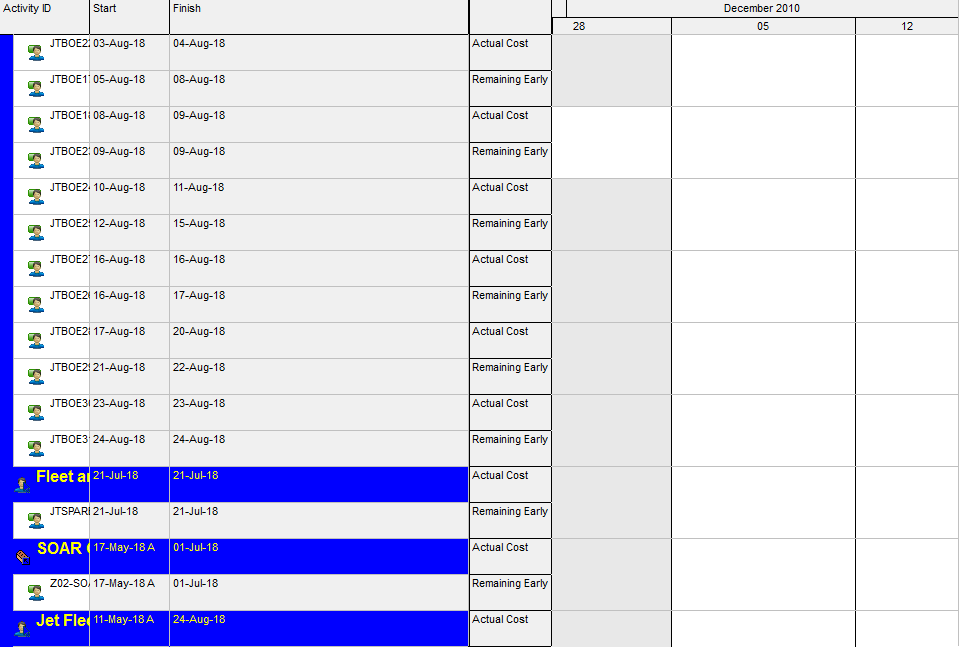 Activity ID Start Finish December 2010
28 05 12
JTBOE2 03-Aug-18 04-Aug-18 Actual Cost
JTBOE1 05-Aug-18 08-Aug-18 Remaining Early
JTBOE1 08-Aug-18 09-Aug-18 Actual Cost
JTBOE2 09-Aug-18 09-Aug-18 Remaining Early
JTBOE24 10-Aug-18 11-Aug-18 Actual Cost
JTBOE2 12-Aug-18 15-Aug-18 Remaining Early
JTBOE2 16-Aug-18 16-Aug-18 Actual Cost
JTBOE2 16-Aug-18 17-Aug-18 Remaining Early
JTBOE2 17-Aug-18 20-Aug-18 Actual Cost
JTBOE2 21-Aug-18 22-Aug-18 Remaining Early
JTBOE3 23-Aug-18 23-Aug-18 Actual Cost
JTBOE3 24-Aug-18 24-Aug-18 Remaining Early
Fleet 21-Jul-18 21-Jul-18 Actual Cost
JTSPAR 21-Jul-18 21-Jul-18 Remaining Early
SOAR 17-May-18 A 01-Jul-18 Actual Cost
Z02-SO 17-May-18 A 01-Jul-18 Remaining Early
Jet Flee 11-May-18 A 24-Aug-18 Actual Cost